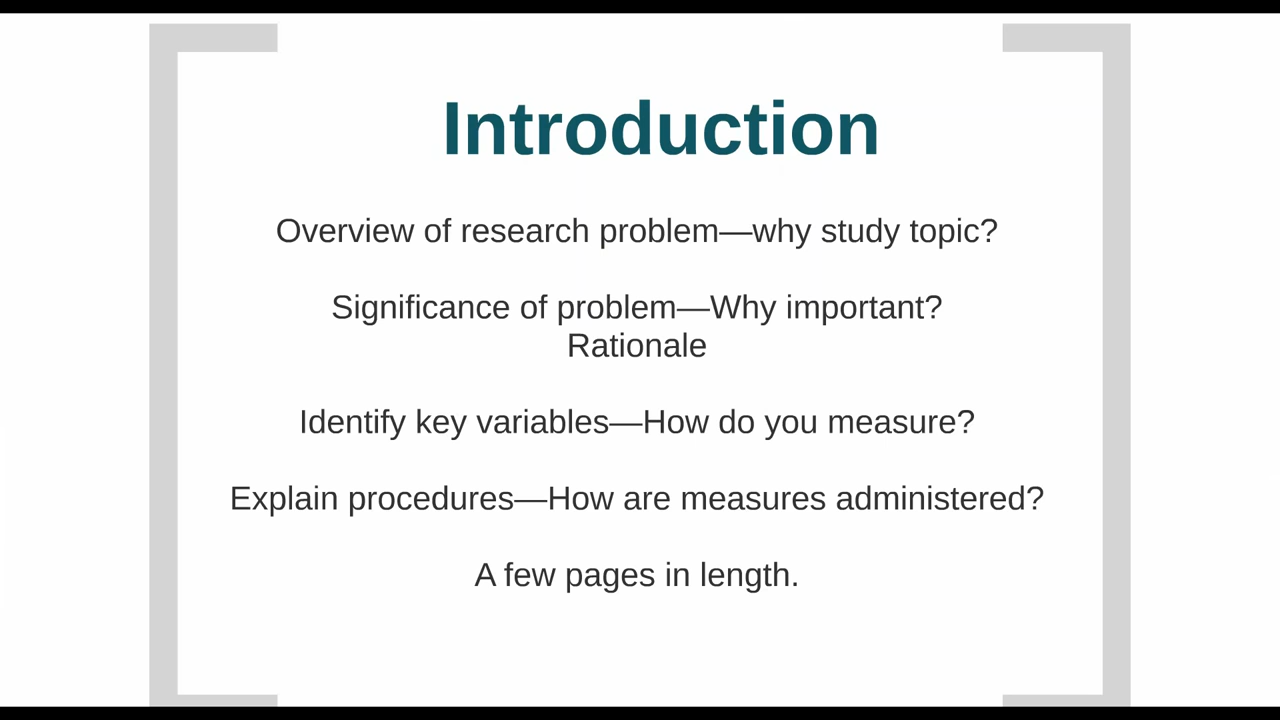 Introduction
Overview of research problem—why study topic?
Significance of problem—Why important?
Rationale
Identify key variables—How do you measure?
Explain procedures—How are measures administered?
A few pages in length.